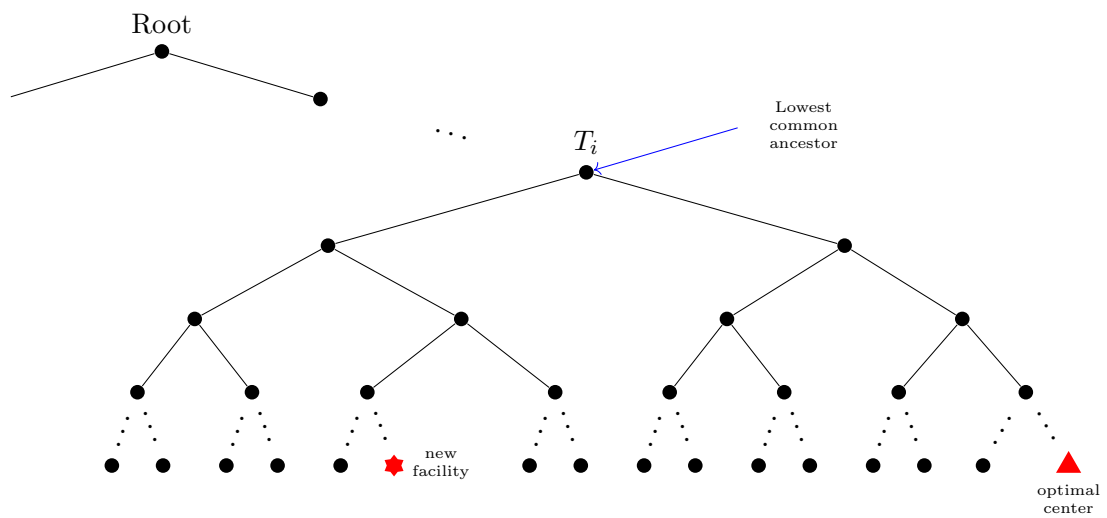 Root
Lowest
common
ancestor
...
T_i
new
facility
optimal
center